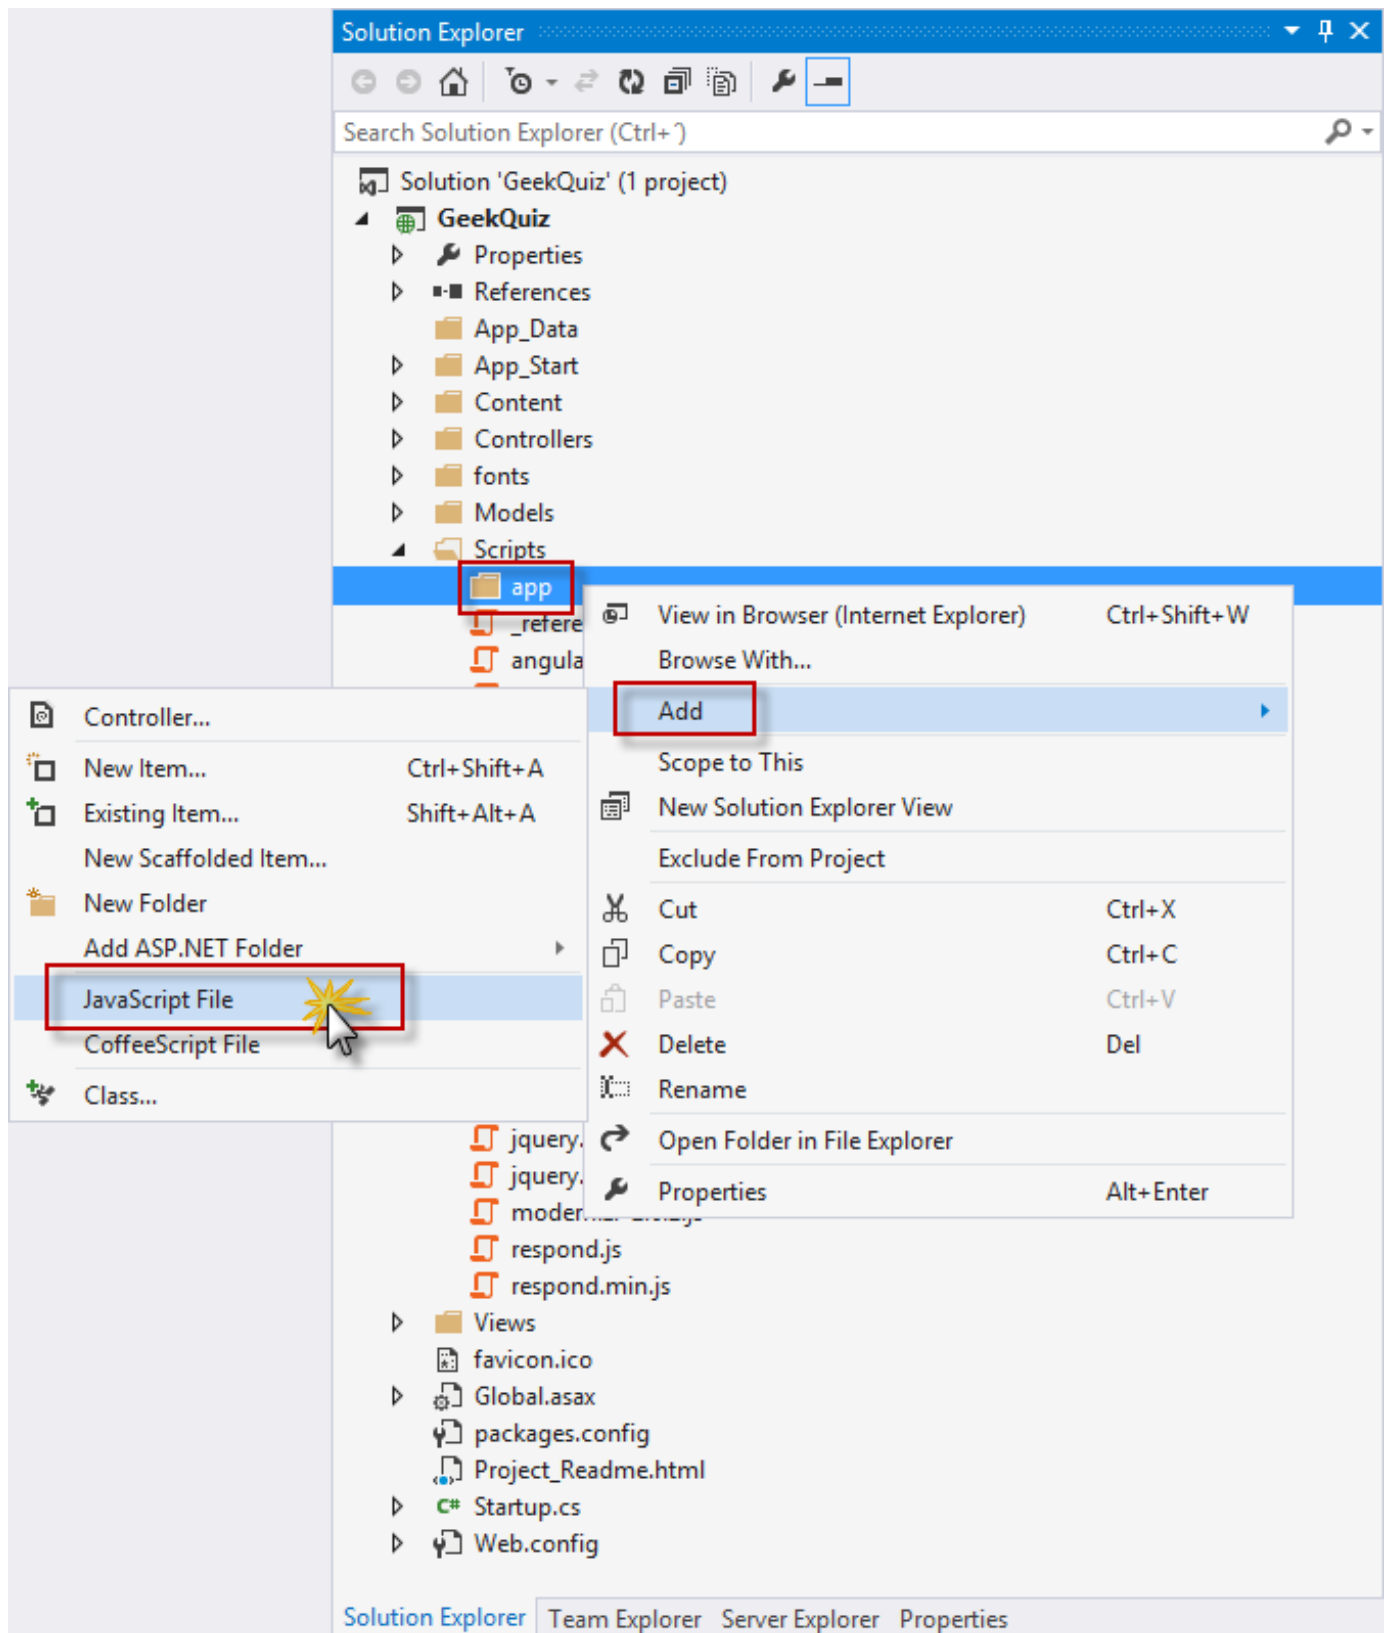 Solution Explorer
Search Solution Explorer (Ctrl+´)
Solution 'GeekQuiz' (1 project)
GeekQuiz
Properties
References
App_Data
App_Start
Content
Controllers
fonts
Models
Scripts
app
_refere
angula
View in Browser (Internet Explorer) Ctrl+Shift+W
Browse With...
Add
Scope to This
New Solution Explorer View
Exclude From Project
Cut Ctrl+X
Copy Ctrl+C
Paste Ctrl+V
Delete Del
Rename
Open Folder in File Explorer
Properties Alt+Enter
Controller...
New Item... Ctrl+Shift+A
Existing Item... Shift+Alt+A
New Scaffolded Item...
New Folder
Add ASP.NET Folder
JavaScript File
CoffeeScript File
Class...
jquery.
jquery.
respond.js
respond.min.js
Views
favicon.ico
Global.asax
packages.config
Project_Readme.html
C# Startup.cs
Web.config
Solution Explorer Team Explorer Server Explorer Properties